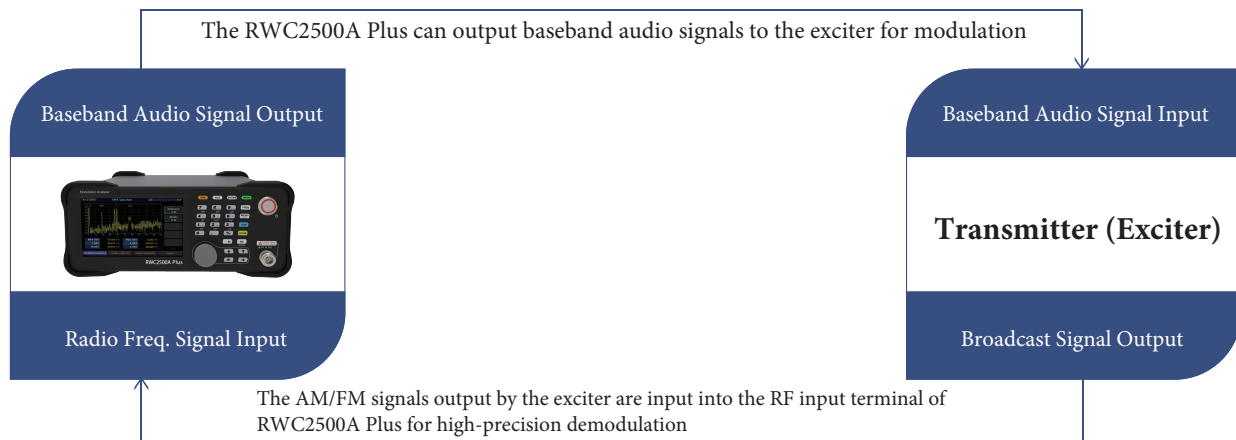 The RWC2500A Plus can output baseband audio signals to the exciter for modulation
Baseband Audio Signal Output
Baseband Audio Signal Input
Modulation Analyzer
RWC2500A Plus
Transmitter (Exciter)
Radio Freq. Signal Input
Broadcast Signal Output
The AM/FM signals output by the exciter are input into the RF input terminal of
RWC2500A Plus for high-precision demodulation